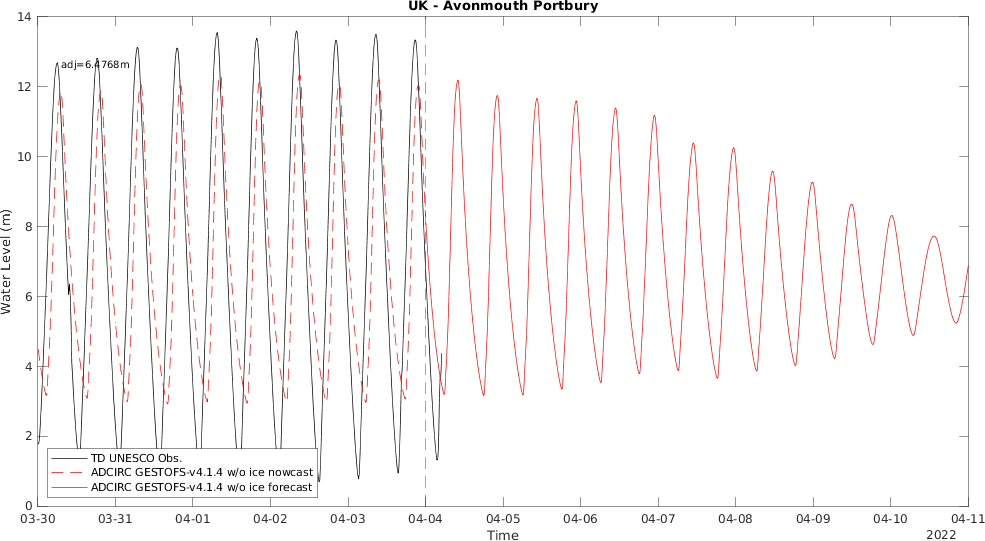 UK - Avonmouth Portbury
14
12
10
8
6
4
2
0
Water Level (m)
adj=6.4768m
TD UNESCO Obs.
ADCIRC GESTOFS-v4.1.4 w/o ice nowcast
ADCIRC GESTOFS-v4.1.4 w/o ice forecast
03-30 03-31 04-01 04-02 04-03 04-04 04-05 04-06 04-07 04-08 04-09 04-10 04-11
Time
2022